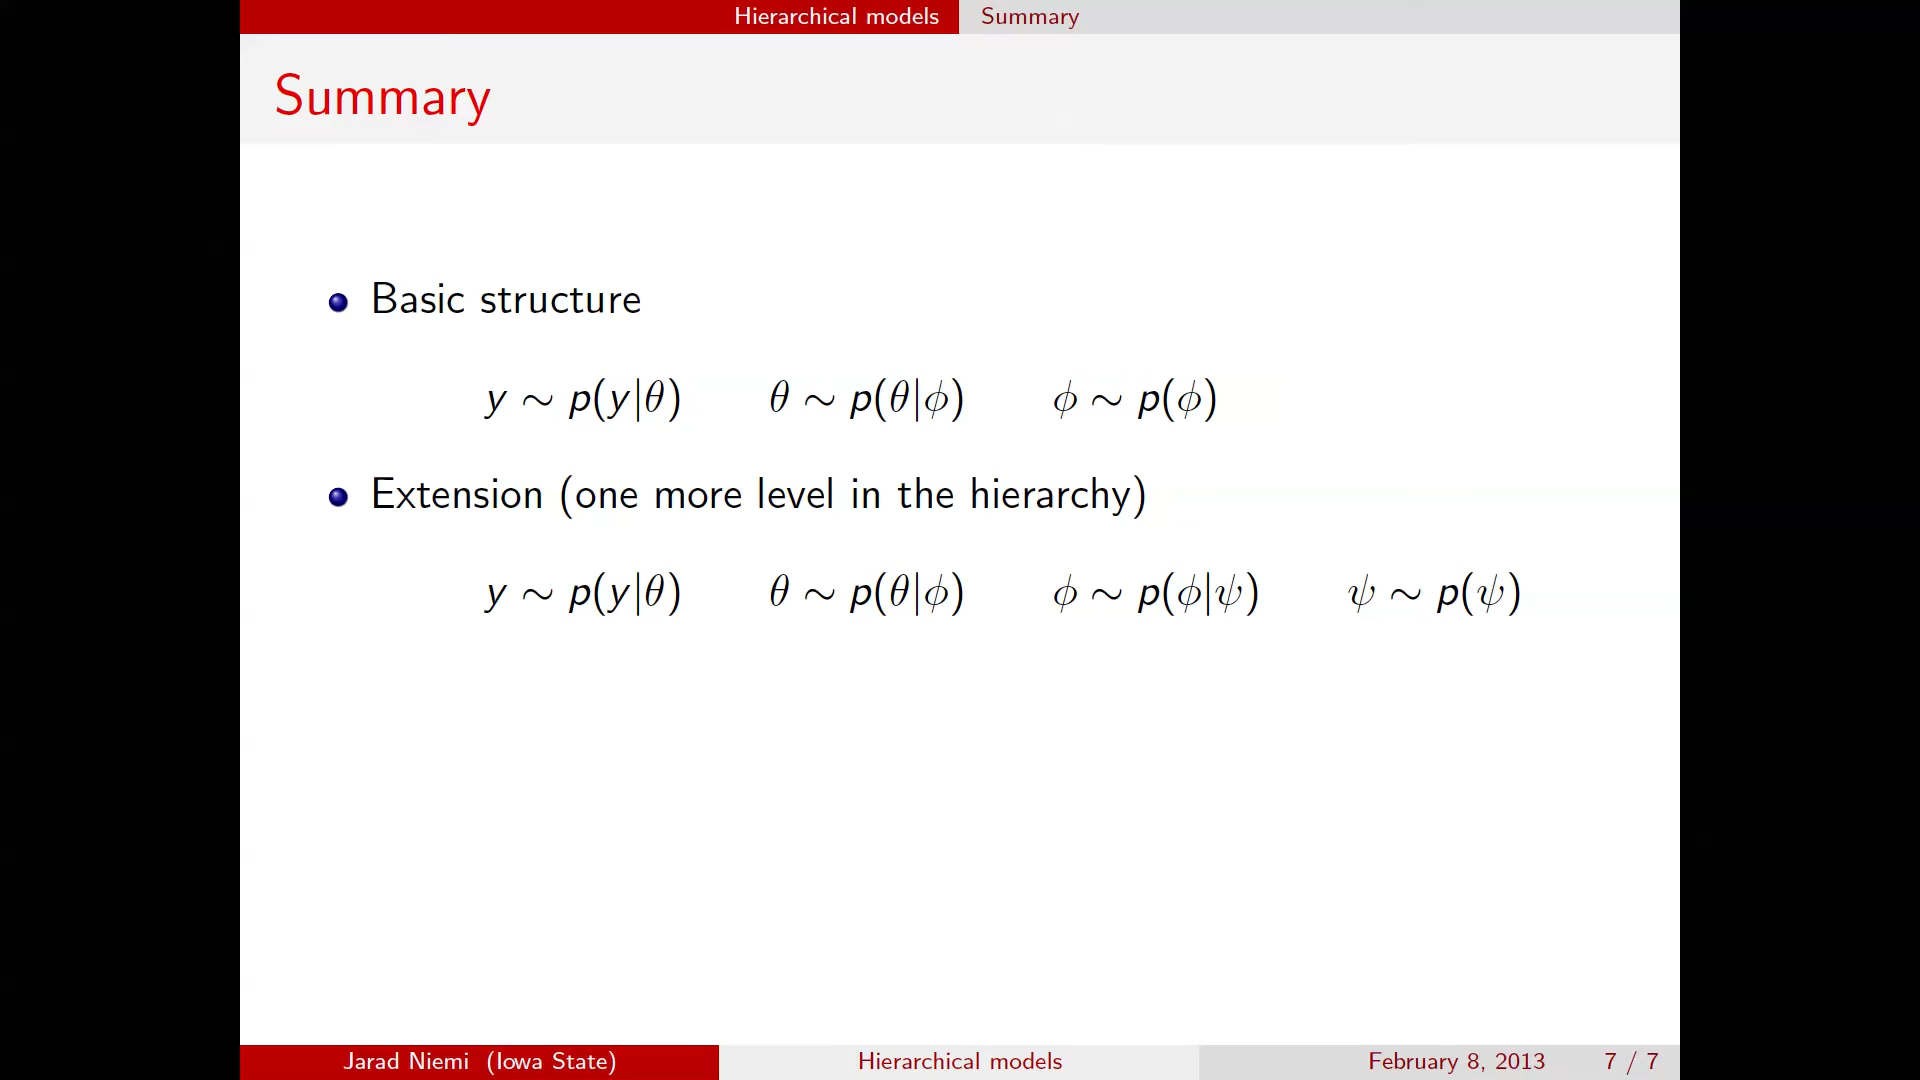 Hierarchical models Summary
Summary
Basic structure
y ∼ p(y|θ) θ ∼ p(θ|ϕ) ϕ ∼ p(ϕ)
Extension (one more level in the hierarchy)
y ∼ p(y|θ) θ ∼ p(θ|ϕ) ϕ ∼ p(ϕ|ψ) ψ ∼ p(ψ)
Jarad Niemi (Iowa State) Hierarchical models February 8, 2013 7 / 7